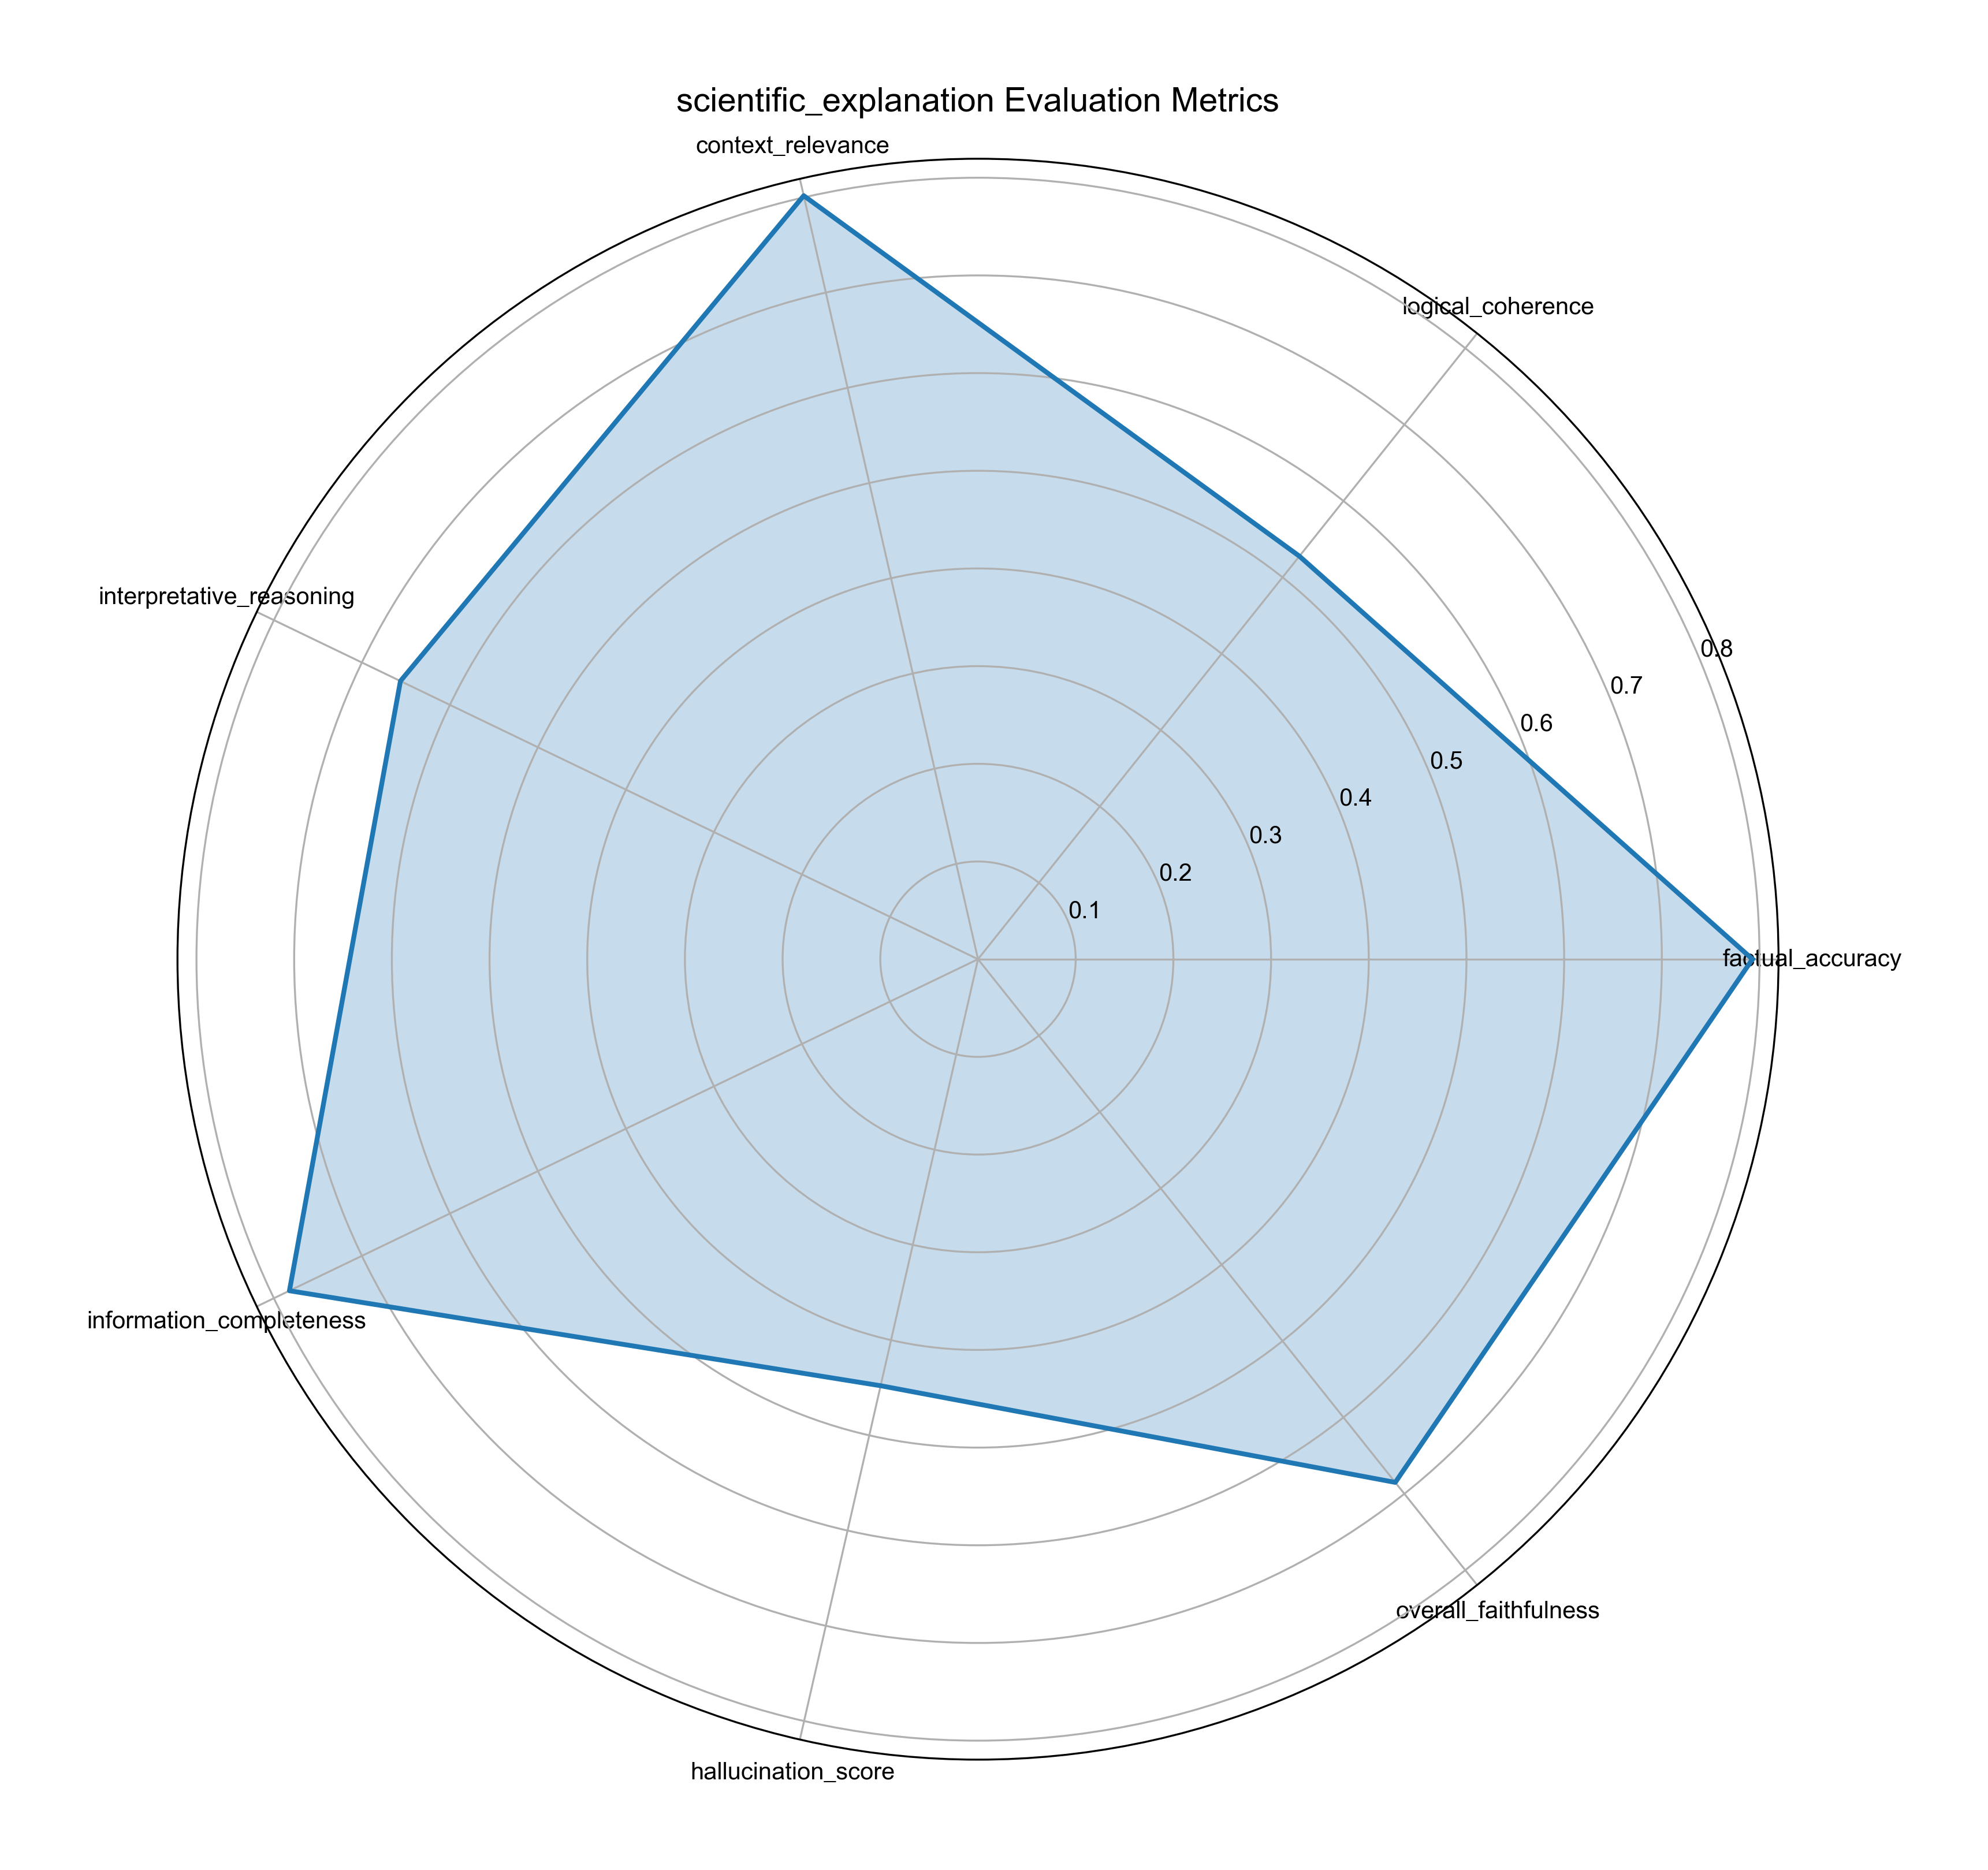 scientific_explanation Evaluation Metrics
context_relevance
logical_coherence
interpretative_reasoning
0.8
0.7
0.6
0.5
0.4
0.3
0.2
0.1
factual_accuracy
information_completeness
overall_faithfulness
hallucination_score